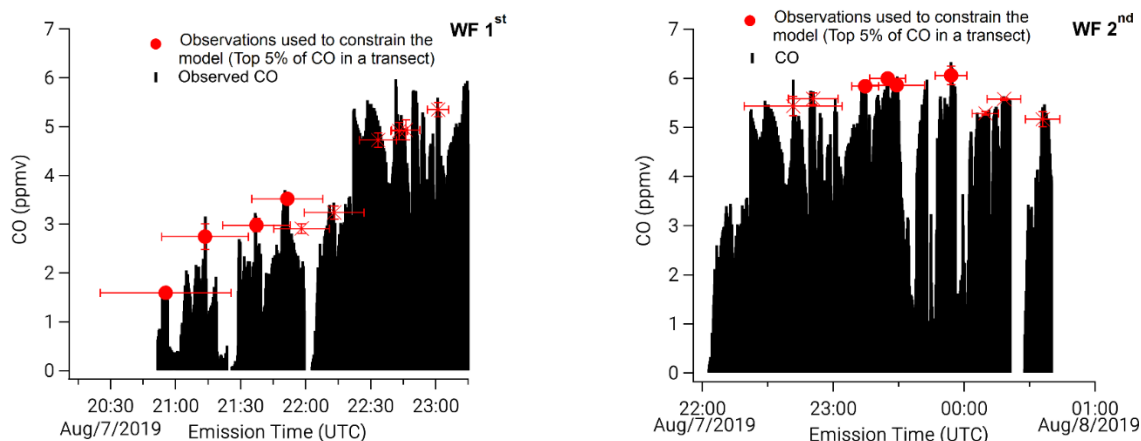 WF 1st
Observations used to constrain the
model (Top 5% of CO in a transect)
Observed CO
7
6
5
4
3
2
1
0
CO (ppmv)
20:30 21:00 21:30 22:00 22:30 23:00
Aug/7/2019
Emission Time (UTC)
WF 2nd
Observations used to constrain the
model (Top 5% of CO in a transect)
CO
7
6
5
4
3
2
1
0
CO (ppmv)
22:00 23:00 00:00 01:00
Aug/7/2019 Aug/8/2019
Emission Time (UTC)